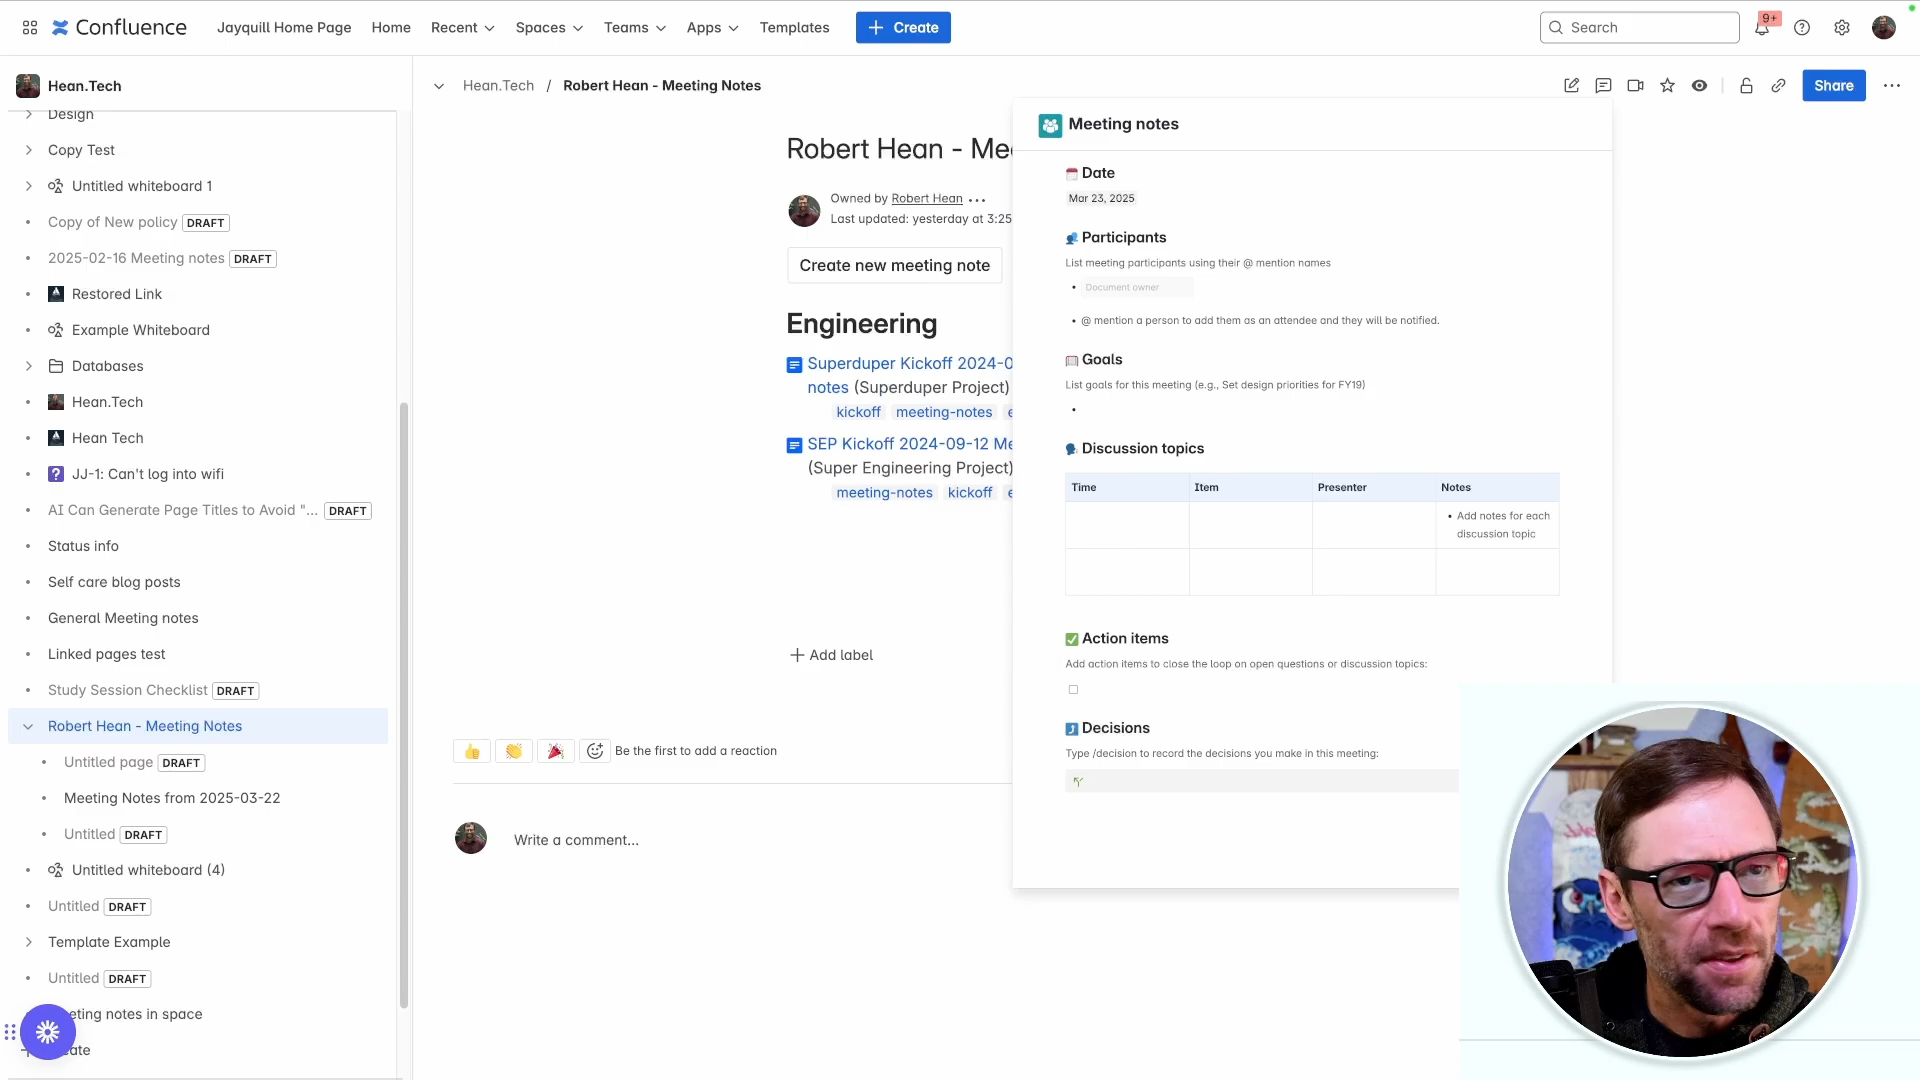 Confluence
Jayquill Home Page
Home
Recent
Spaces
Teams
Apps
Templates
Create
Search
9+
Hean.Tech
Design
Copy Test
Untitled whiteboard 1
Copy of New policy DRAFT
2025-02-16 Meeting notes DRAFT
Restored Link
Example Whiteboard
Databases
Hean.Tech
Hean Tech
JJ-1: Can't log into wifi
AI Can Generate Page Titles to Avoid "... DRAFT
Status info
Self care blog posts
General Meeting notes
Linked pages test
Study Session Checklist DRAFT
Robert Hean - Meeting Notes
Untitled page DRAFT
Meeting Notes from 2025-03-22
Untitled DRAFT
Untitled whiteboard (4)
Untitled DRAFT
Template Example
Untitled DRAFT
eting notes in space
ate
Hean.Tech / Robert Hean - Meeting Notes
Share
Robert Hean - Me
Owned by Robert Hean
Last updated: yesterday at 3:25
Create new meeting note
Engineering
Superduper Kickoff 2024-0
notes (Superduper Project)
kickoff meeting-notes e
SEP Kickoff 2024-09-12 Me
(Super Engineering Project)
meeting-notes kickoff e
Add label
Be the first to add a reaction
Write a comment...
Meeting notes
Date
Mar 23, 2025
Participants
List meeting participants using their @ mention names
Document owner
@ mention a person to add them as an attendee and they will be notified.
Goals
List goals for this meeting (e.g., Set design priorities for FY19)
Discussion topics
Time Item Presenter Notes
Add notes for each
discussion topic
Action items
Add action items to close the loop on open questions or discussion topics:
Decisions
Type /decision to record the decisions you make in this meeting: